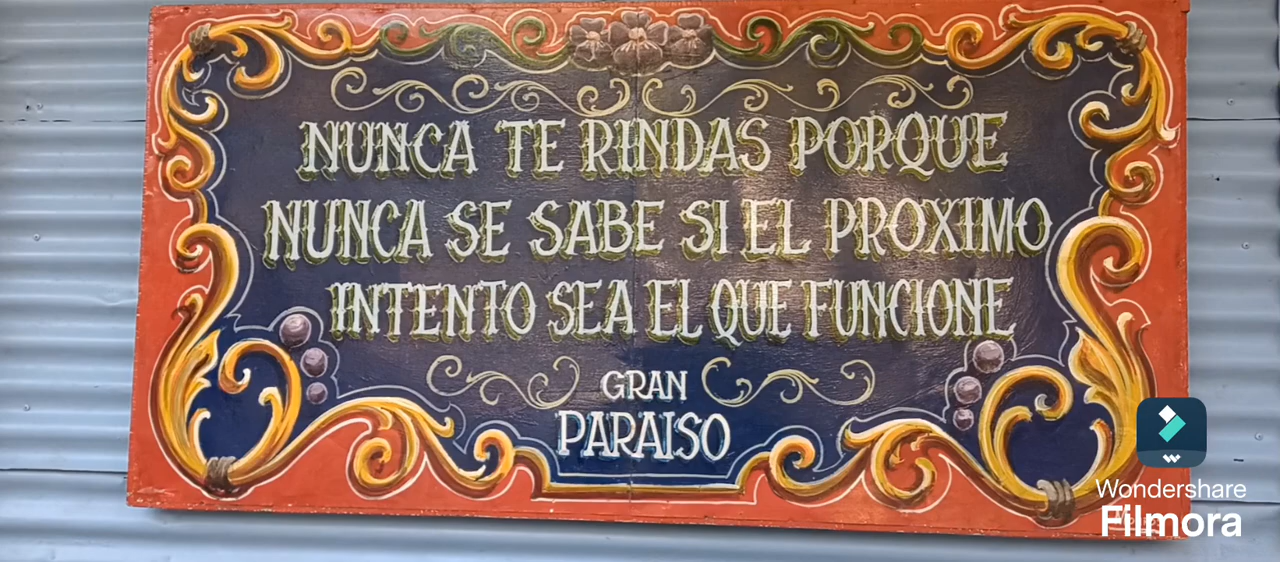 NUNCA TE RINDAS PORQUE
NUNCA SE SABE SI EL PROXIMO
INTENTO SEA EL QUE FUNCIONE
GRAN
PARAISO
Wondershare
Filmora